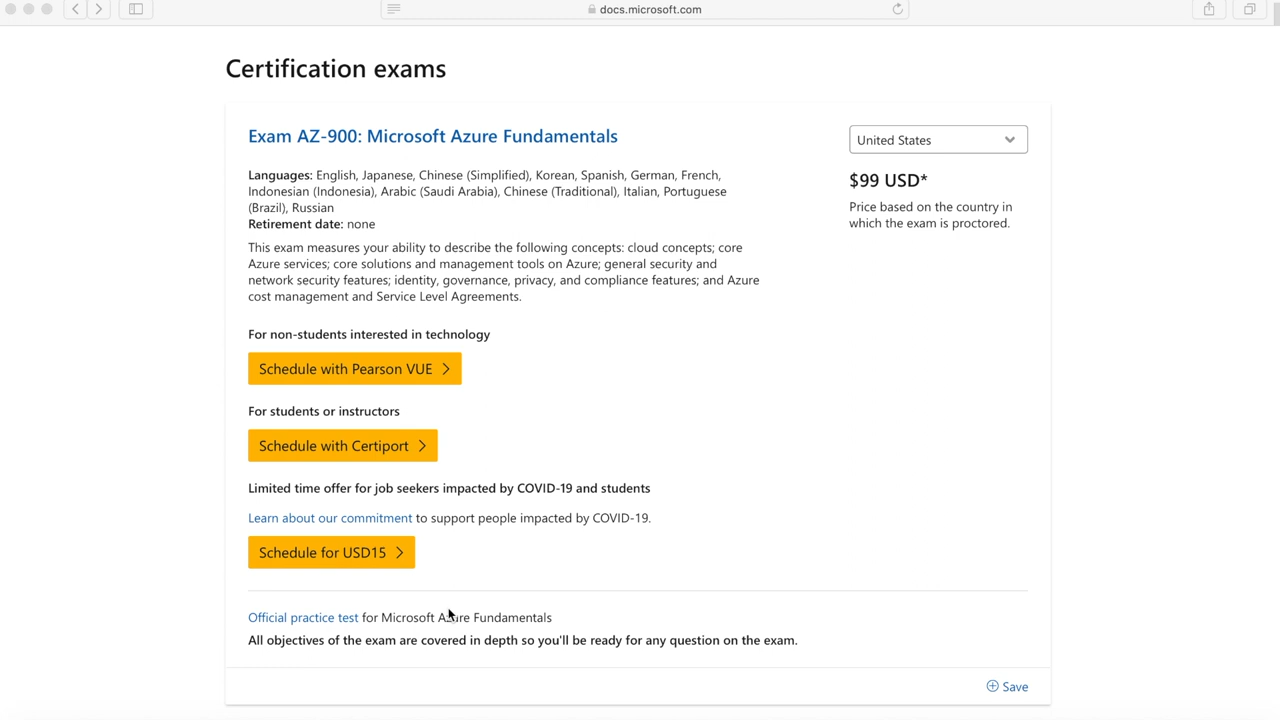 docs.microsoft.com
Certification exams
Exam AZ-900: Microsoft Azure Fundamentals
United States
$99 USD*
Price based on the country in
which the exam is proctored.
Languages: English, Japanese, Chinese (Simplified), Korean, Spanish, German, French,
Indonesian (Indonesia), Arabic (Saudi Arabia), Chinese (Traditional), Italian, Portuguese
(Brazil), Russian
Retirement date: none
This exam measures your ability to describe the following concepts: cloud concepts; core
Azure services; core solutions and management tools on Azure; general security and
network security features; identity, governance, privacy, and compliance features; and Azure
cost management and Service Level Agreements.
For non-students interested in technology
Schedule with Pearson VUE
For students or instructors
Schedule with Certiport
Limited time offer for job seekers impacted by COVID-19 and students
Learn about our commitment to support people impacted by COVID-19.
Schedule for USD15
Official practice test for Microsoft Azure Fundamentals
All objectives of the exam are covered in depth so you'll be ready for any question on the exam.
Save